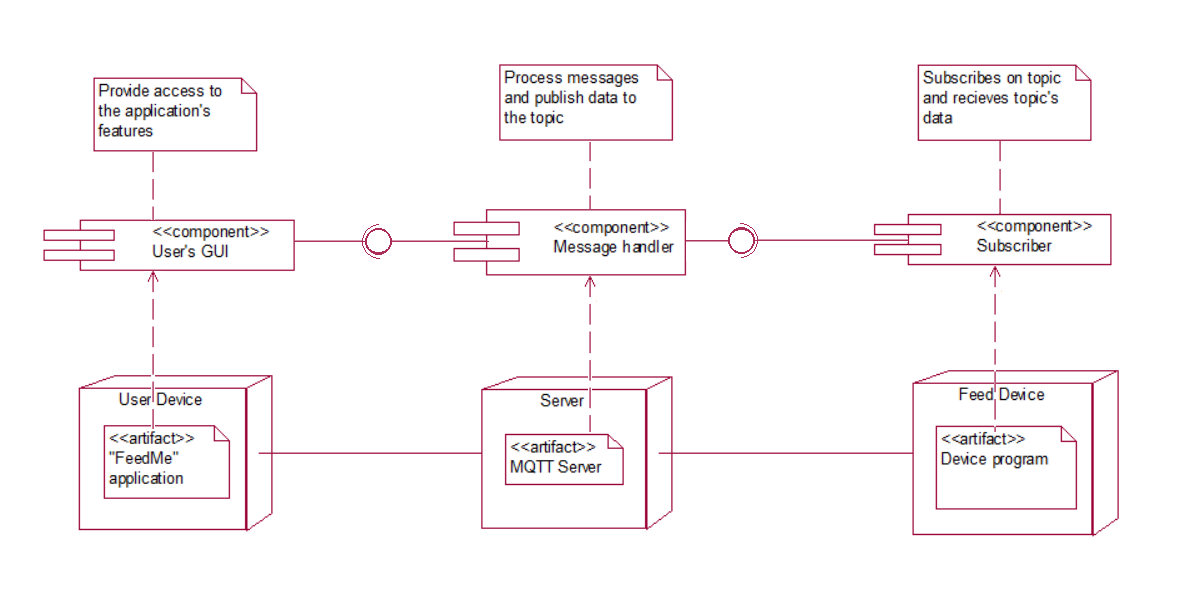 Provide access to
the application's
features
Process messages
and publish data to
the topic
Subscribes on topic
and recieves topic's
data
<<component>>
User's GUI
<<component>>
Message handler
<<component>>
Subscriber
User Device
<<artifact>>
"FeedMe"
application
Server
<<artifact>>
MQTT Server
Feed Device
<<artifact>>
Device program